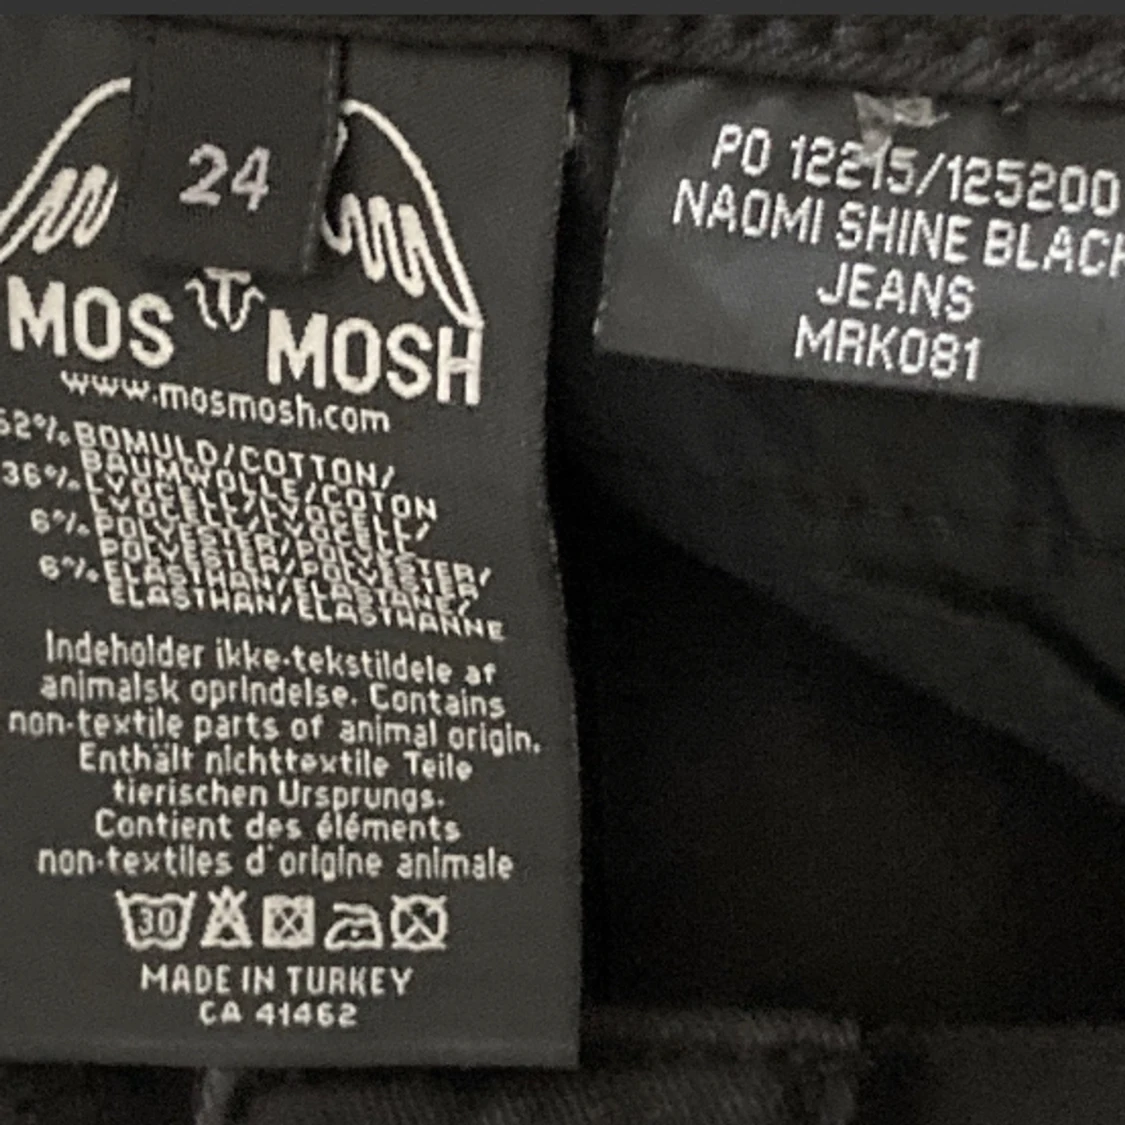 24
MOS MOSH
www.mosmosh.com
52% BOMULD/COTTON/
BAUMWOLLE/COTON
36% LYOCELL/LYOCELL/
LYOCELL/LYOCELL
6% POLYESTER/POLYESTER/
POLYESTER/POLYESTER
6% ELASTHAN/ELASTANE/
ELASTHAN/ELASTHANNE
Indeholder ikke-tekstildele af
animalsk oprindelse. Contains
non-textile parts of animal origin.
Enthält nichttextile Teile
tierischen Ursprungs.
Contient des éléments
non-textiles d'origine animale
30
MADE IN TURKEY
CA 41462
PO 12215/125200
NAOMI SHINE BLACK
JEANS
MRK081